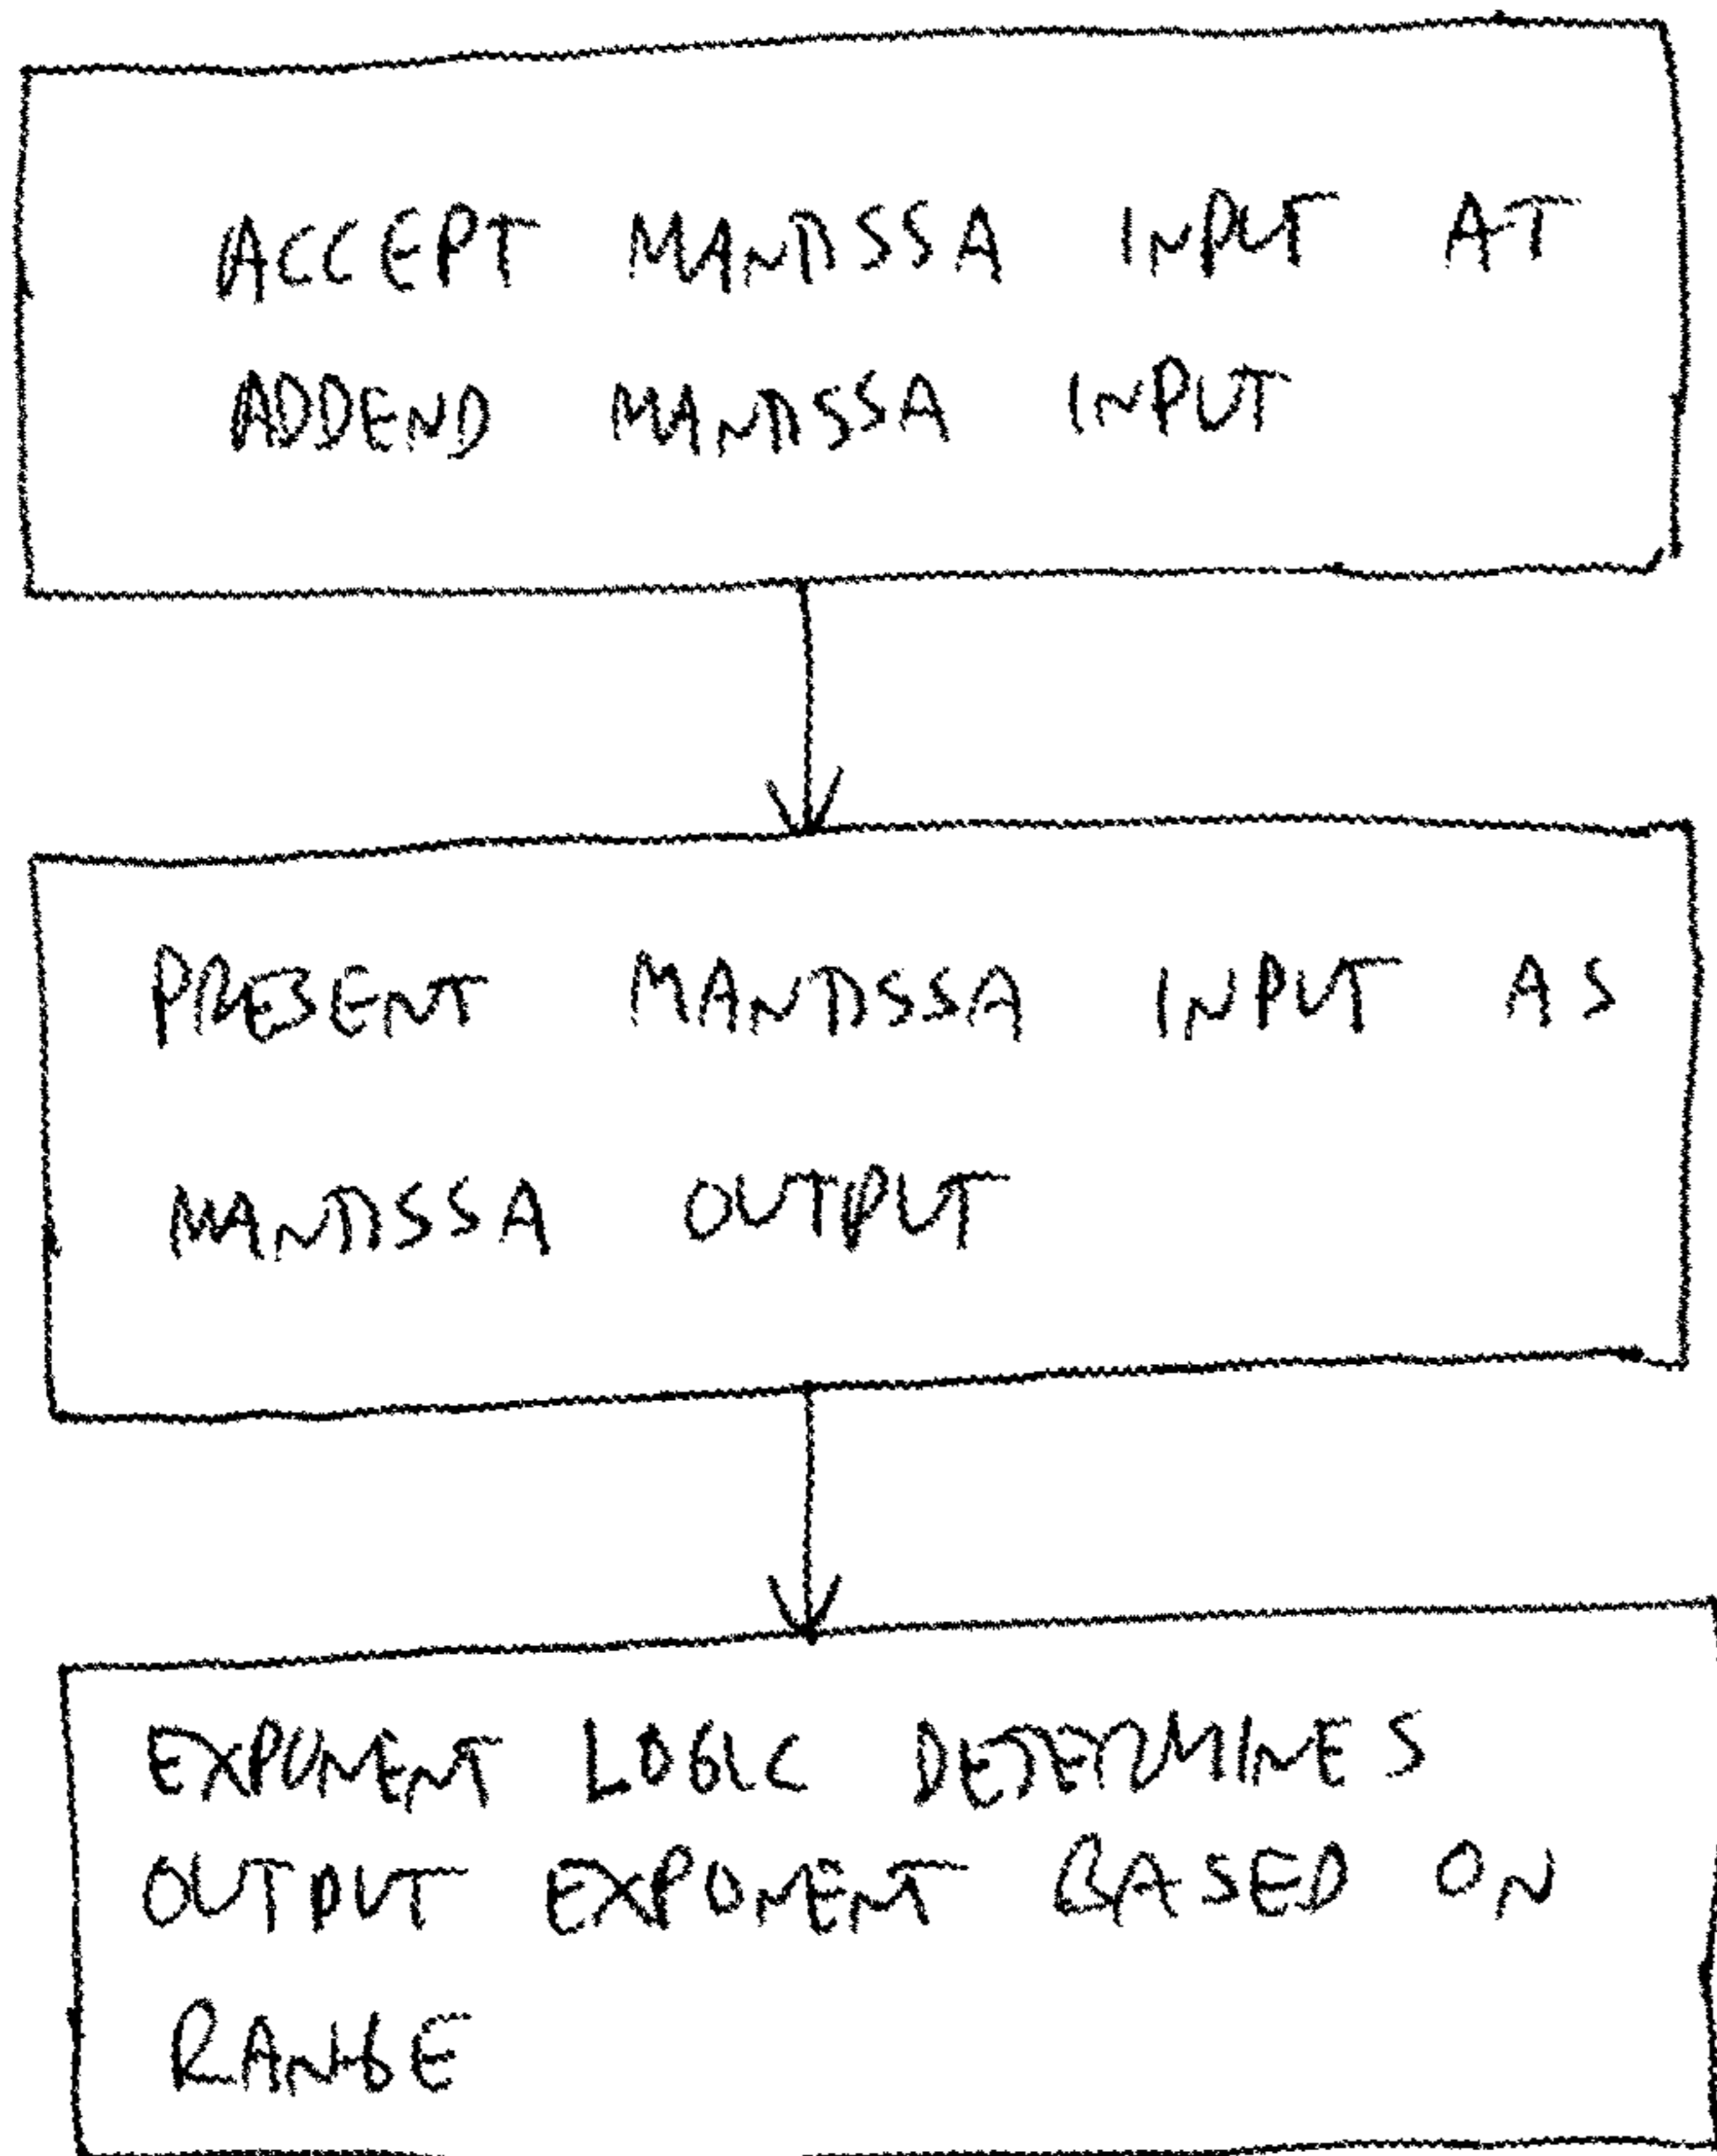 ACCEPT MANTISSA INPUT AT
ADDEND MANTISSA INPUT
PRESENT MANTISSA INPUT AS
MANTISSA OUTPUT
EXPONENT LOGIC DETERMINES
OUTPUT EXPONENT BASED ON
RANGE